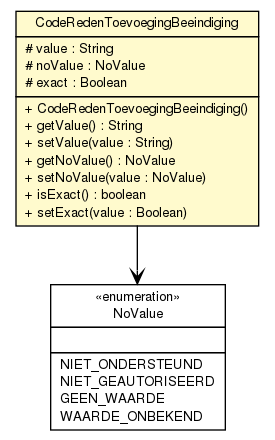 CodeRedenToevoegingBeeindiging
# value : String
# noValue : NoValue
# exact : Boolean
+ CodeRedenToevoegingBeeindiging()
+ getValue() : String
+ setValue(value : String)
+ getNoValue() : NoValue
+ setNoValue(value : NoValue)
+ isExact() : boolean
+ setExact(value : Boolean)
«enumeration»
NoValue
NIET_ONDERSTEUND
NIET_GEAUTORISEERD
GEEN_WAARDE
WAARDE_ONBEKEND